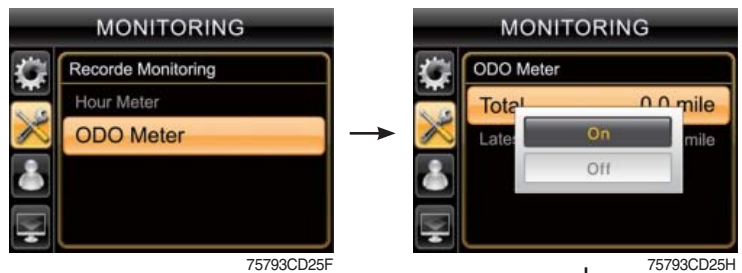 MONITORING
Recorde Monitoring
Hour Meter
ODO Meter
75793CD25F
MONITORING
ODO Meter
Total 0.0 mile
On
mile
Off
75793CD25H